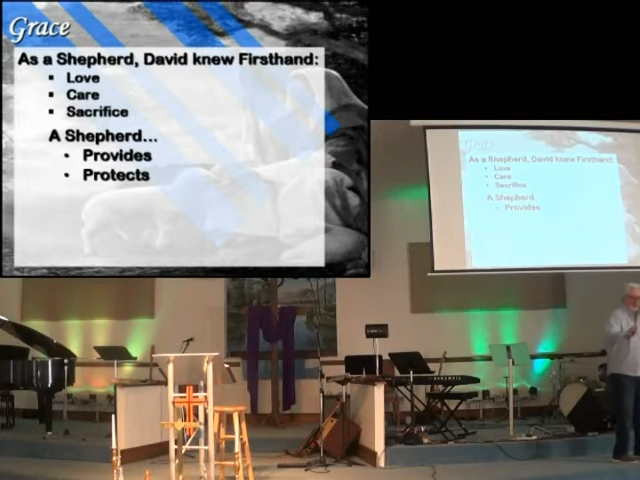 Grace
As a Shepherd, David knew Firsthand:
Love
Care
Sacrifice
A Shepherd...
Provides
Protects
Grace
As a Shepherd, David knew Firsthand:
Love
Care
Sacrifice
A Shepherd..
Provides
KURZWEIL